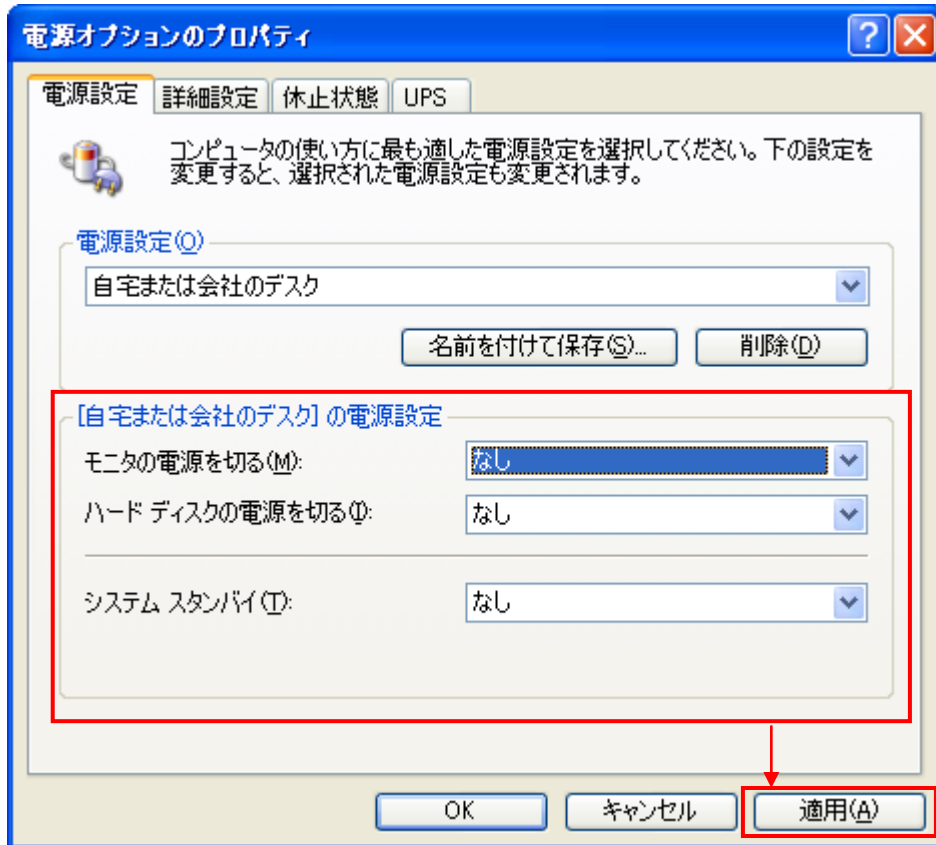 電源オプションのプロパティ
電源設定 詳細設定 休止状態 UPS
コンピュータの使い方に最も適した電源設定を選択してください。下の設定を
変更すると、選択された電源設定も変更されます。
電源設定(O)
自宅または会社のデスク
名前を付けて保存(S)... 削除(D)
[自宅または会社のデスク] の電源設定
モニタの電源を切る(M): なし
ハード ディスクの電源を切る(I): なし
システム スタンバイ(T): なし
OK キャンセル 適用(A)